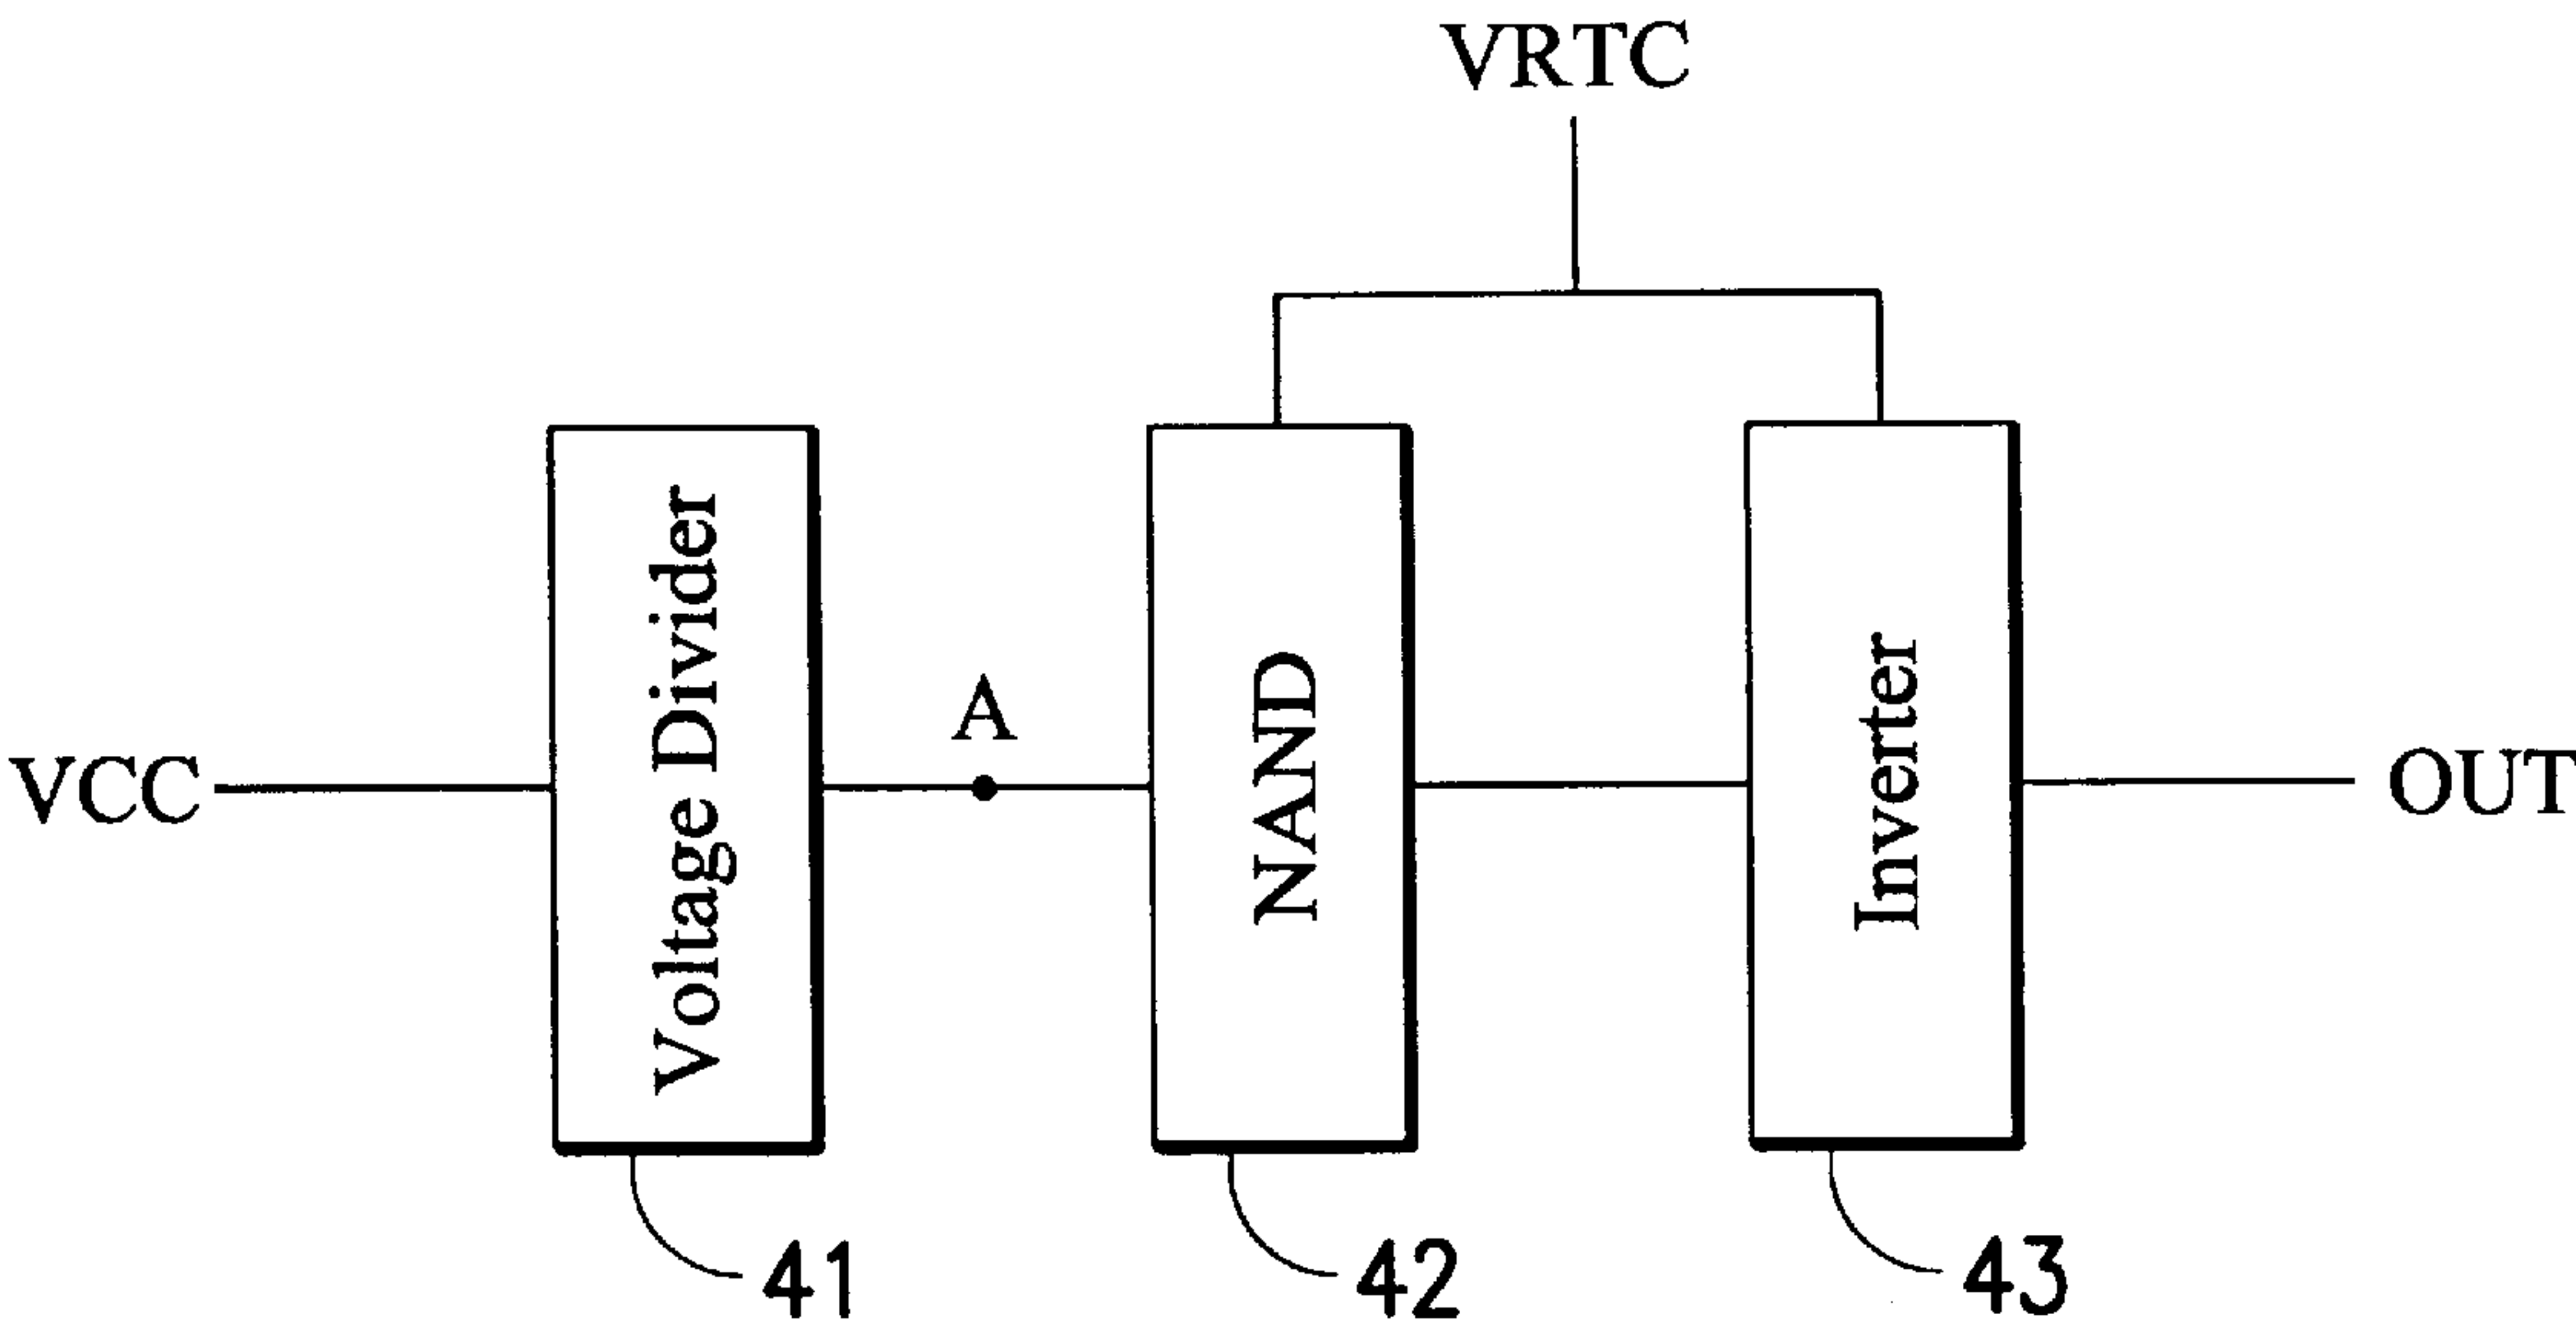 VRTC
VCC
Voltage Divider
A
NAND
Inverter
OUT
41
42
43